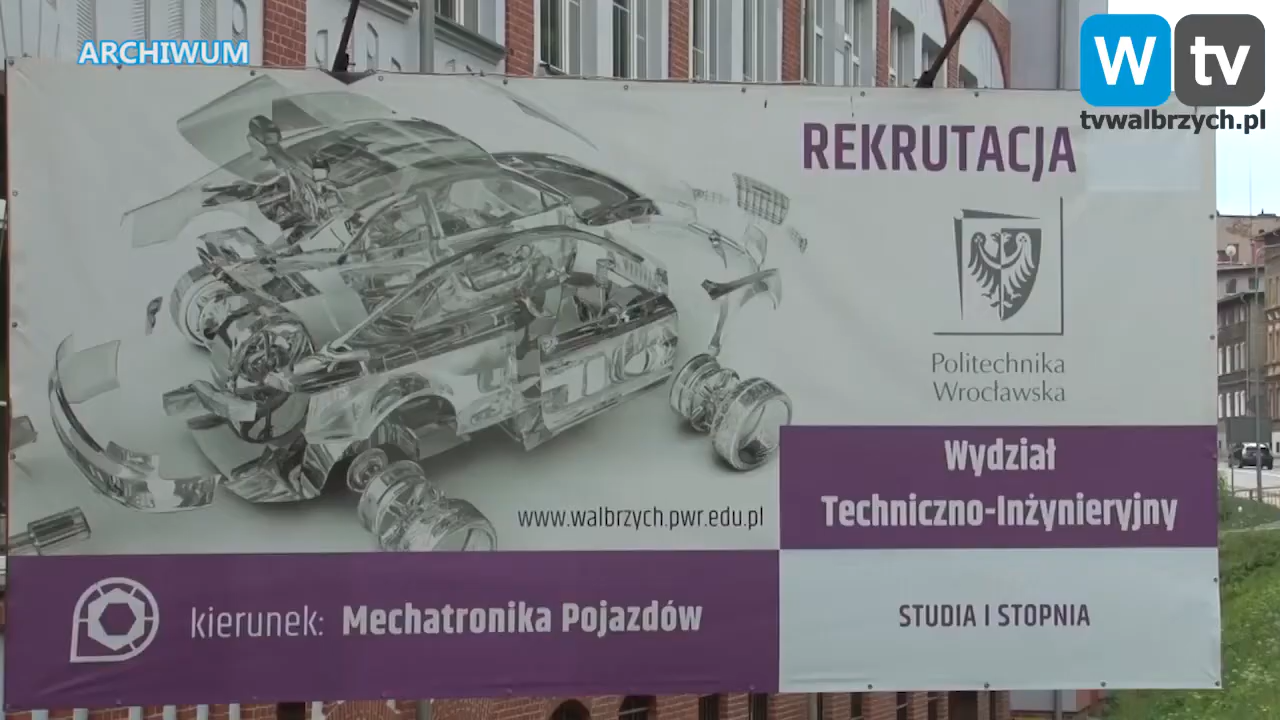 ARCHIWUM
W tv
tvwalbrzych.pl
REKRUTACJA
Politechnika
Wrocławska
Wydział
Techniczno-Inżynieryjny
www.walbrzych.pwr.edu.pl
kierunek: Mechatronika Pojazdów
STUDIA I STOPNIA